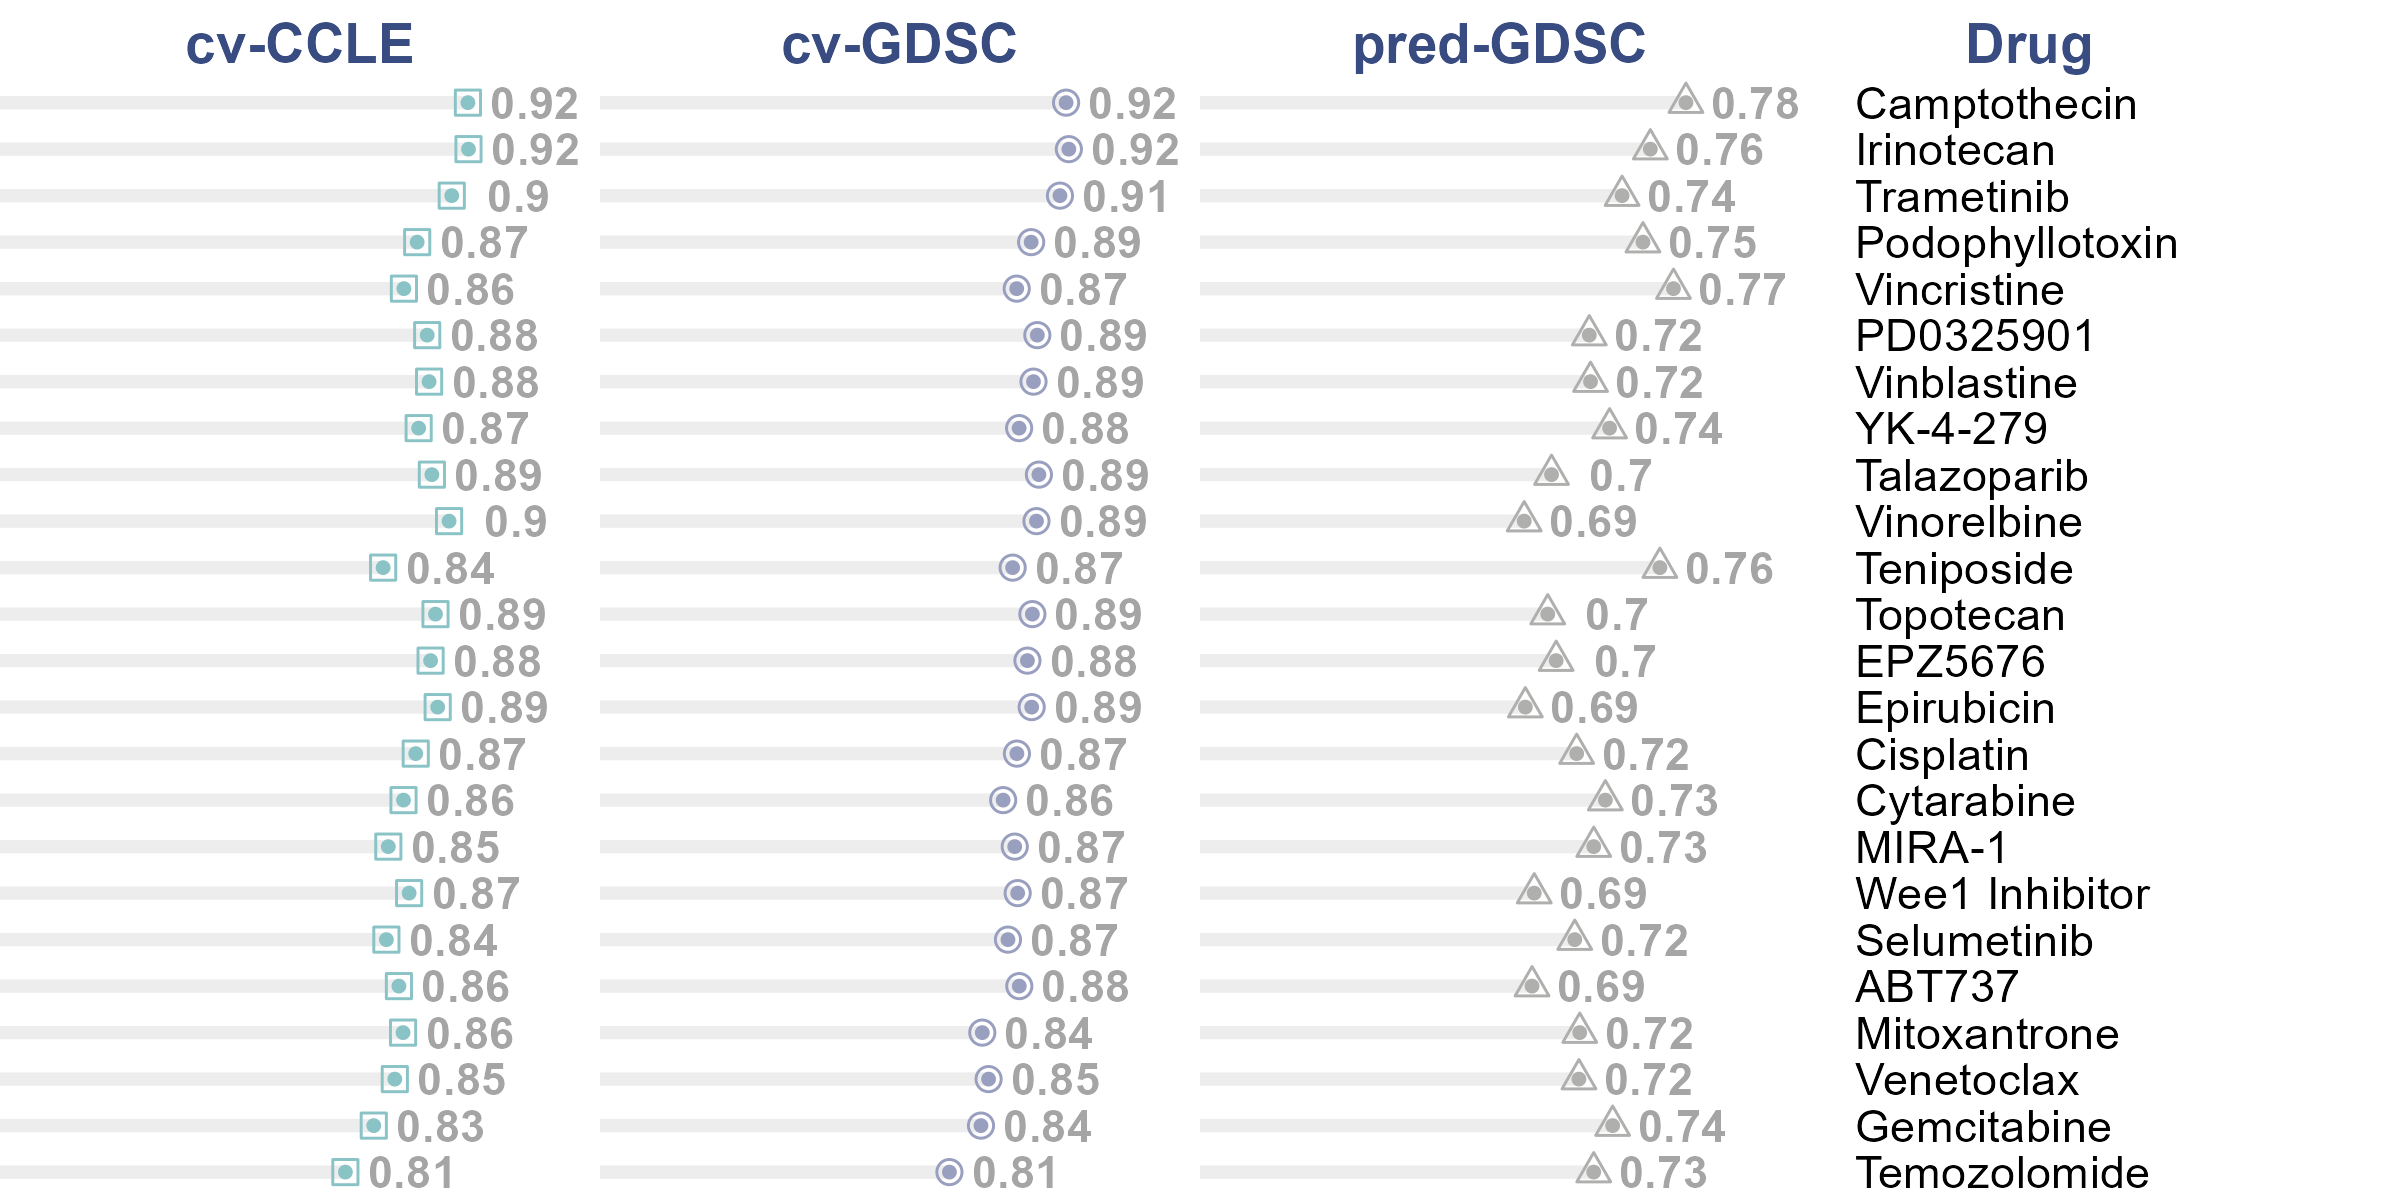 cv-CCLE cv-GDSC pred-GDSC Drug
0.92 0.92 0.78 Camptothecin
0.92 0.92 0.76 Irinotecan
0.9 0.91 0.74 Trametinib
0.87 0.89 0.75 Podophyllotoxin
0.86 0.87 0.77 Vincristine
0.88 0.89 0.72 PD0325901
0.88 0.89 0.72 Vinblastine
0.87 0.88 0.74 YK-4-279
0.89 0.89 0.7 Talazoparib
0.9 0.89 0.69 Vinorelbine
0.84 0.87 0.76 Teniposide
0.89 0.89 0.7 Topotecan
0.88 0.88 0.7 EPZ5676
0.89 0.89 0.69 Epirubicin
0.87 0.87 0.72 Cisplatin
0.86 0.86 0.73 Cytarabine
0.85 0.87 0.73 MIRA-1
0.87 0.87 0.69 Wee1 Inhibitor
0.84 0.87 0.72 Selumetinib
0.86 0.88 0.69 ABT737
0.86 0.84 0.72 Mitoxantrone
0.85 0.85 0.72 Venetoclax
0.83 0.84 0.74 Gemcitabine
0.81 0.81 0.73 Temozolomide